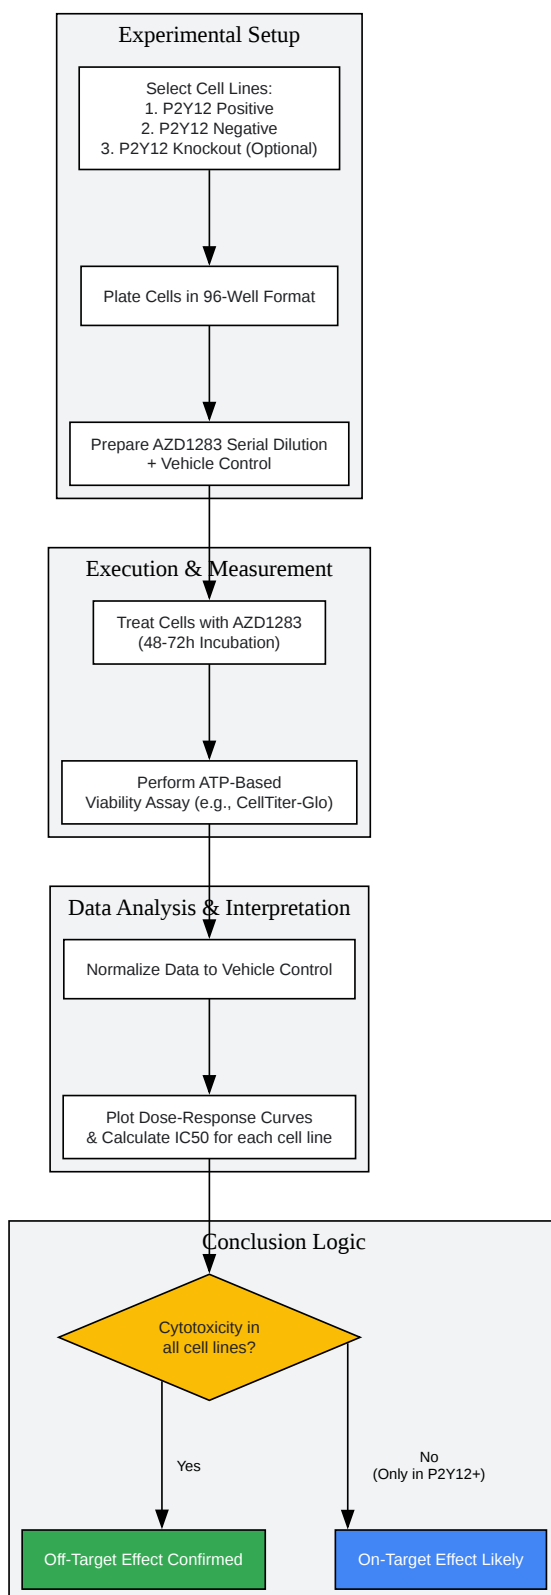 Experimental Setup
Select Cell Lines:
1. P2Y12 Positive
2. P2Y12 Negative
3. P2Y12 Knockout (Optional)
Plate Cells in 96-Well Format
Prepare AZD1283 Serial Dilution
+ Vehicle Control
Execution & Measurement
Treat Cells with AZD1283
(48-72h Incubation)
Perform ATP-Based
Viability Assay (e.g., CellTiter-Glo)
Data Analysis & Interpretation
Normalize Data to Vehicle Control
Plot Dose-Response Curves
& Calculate IC50 for each cell line
Conclusion Logic
Cytotoxicity in
all cell lines?
Yes
No
(Only in P2Y12+)
Off-Target Effect Confirmed
On-Target Effect Likely